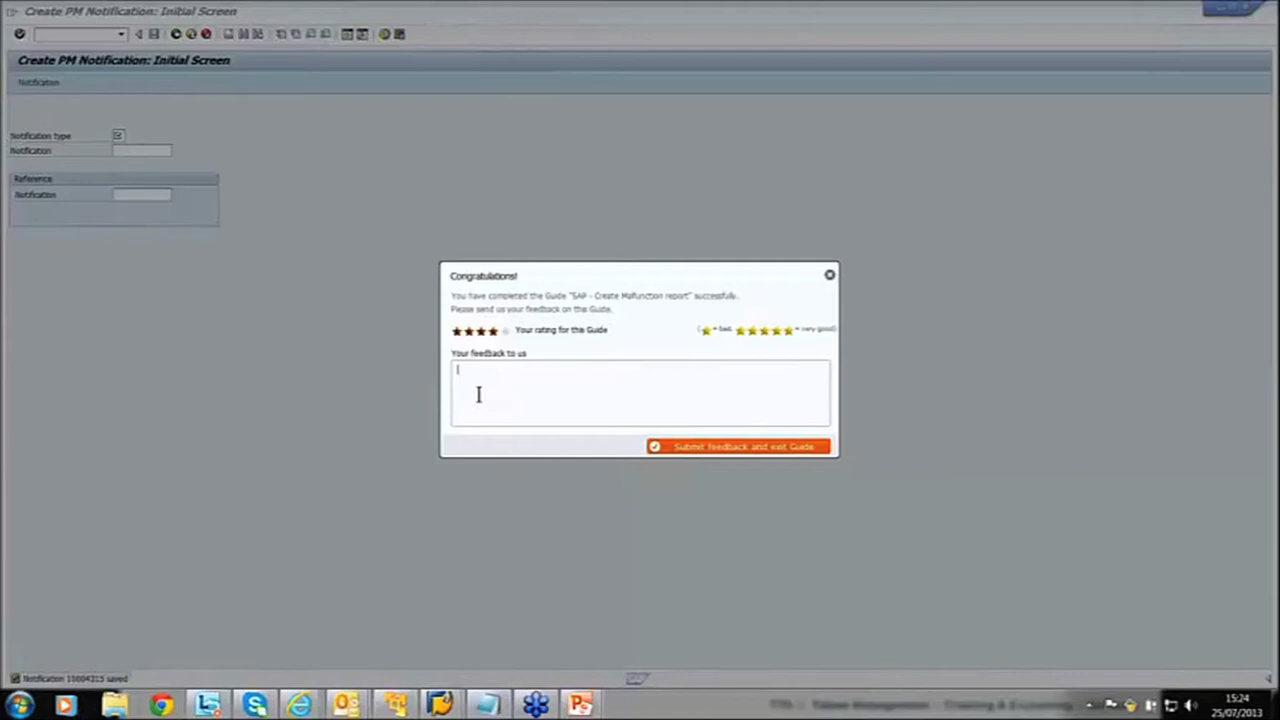 Create PM Notification: Initial Screen
Create PM Notification: Initial Screen
Notification
Notification type
Notification
Reference
Notification
Congratulations!
You have completed the Guide "SAP - Create Malfunction report" successfully.
Please send us your feedback on this Guide.
Your rating for this Guide
( = bad, = very good)
Your feedback to us
Submit feedback and exit Guide
Notification 10004315 saved
SAP
15:24
25/07/2013